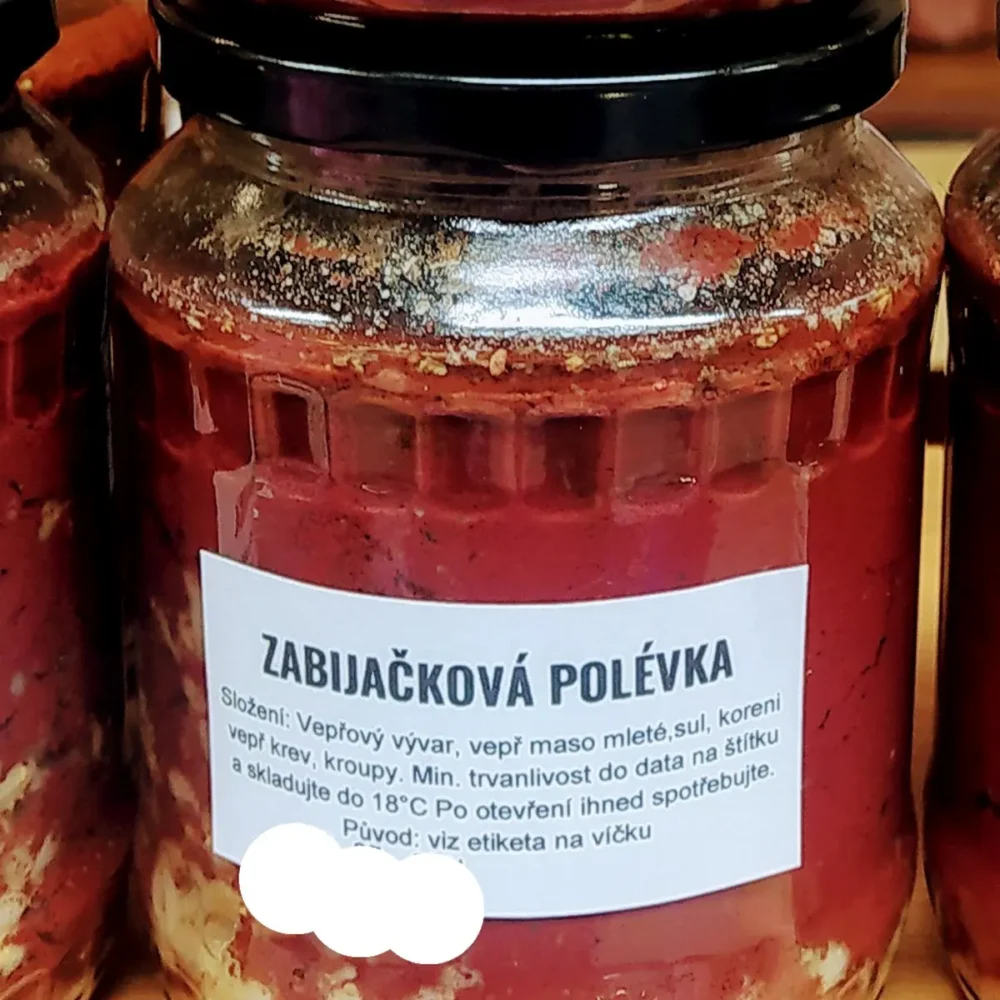 ZABIJAČKOVÁ POLÉVKA
Složení: Vepřový vývar, vepř maso mleté,sul, koreni
vepř krev, kroupy. Min. trvanlivost do data na štítku
a skladujte do 18°C Po otevření ihned spotřebujte.
Původ: viz etiketa na víčku